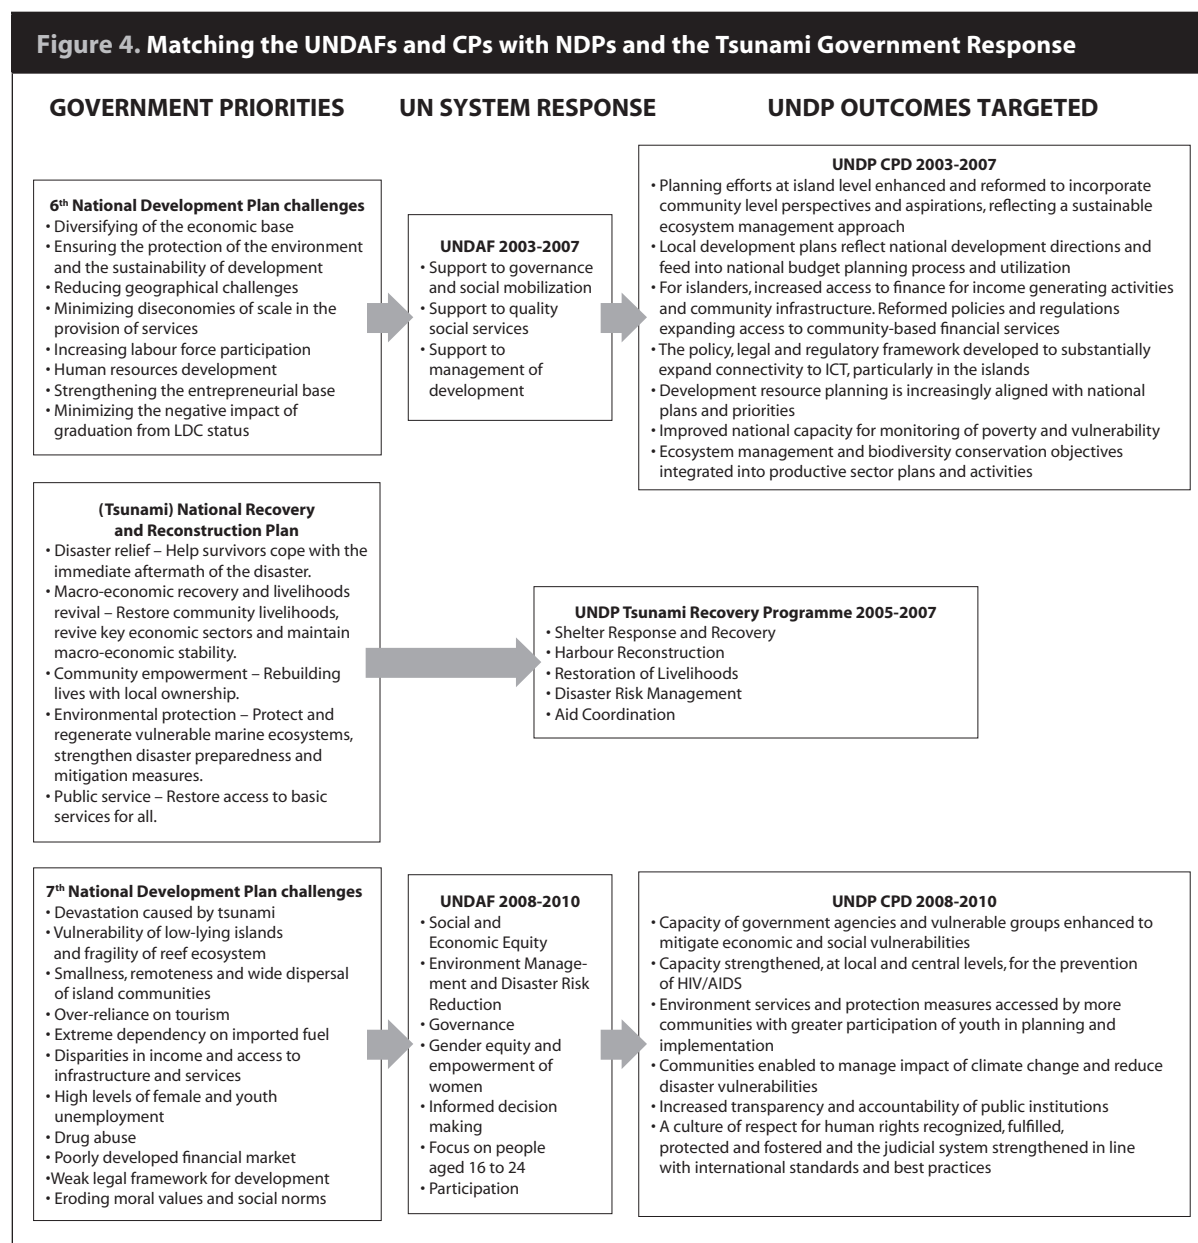 Figure 4. Matching the UNDAFs and CPs with NDPs and the Tsunami Government Response
GOVERNMENT PRIORITIES
UN SYSTEM RESPONSE
UNDP OUTCOMES TARGETED
6th National Development Plan challenges
• Diversifying of the economic base
• Ensuring the protection of the environment
and the sustainability of development
• Reducing geographical challenges
• Minimizing diseconomies of scale in the
provision of services
• Increasing labour force participation
• Human resources development
• Strengthening the entrepreneurial base
• Minimizing the negative impact of
graduation from LDC status
UNDAF 2003-2007
• Support to governance
and social mobilization
• Support to quality
social services
• Support to
management of
development
UNDP CPD 2003-2007
• Planning efforts at island level enhanced and reformed to incorporate
community level perspectives and aspirations, reflecting a sustainable
ecosystem management approach
• Local development plans reflect national development directions and
feed into national budget planning process and utilization
• For islanders, increased access to finance for income generating activities
and community infrastructure. Reformed policies and regulations
expanding access to community-based financial services
• The policy, legal and regulatory framework developed to substantially
expand connectivity to ICT, particularly in the islands
• Development resource planning is increasingly aligned with national
plans and priorities
• Improved national capacity for monitoring of poverty and vulnerability
• Ecosystem management and biodiversity conservation objectives
integrated into productive sector plans and activities
(Tsunami) National Recovery
and Reconstruction Plan
• Disaster relief – Help survivors cope with the
immediate aftermath of the disaster.
• Macro-economic recovery and livelihoods
revival – Restore community livelihoods,
revive key economic sectors and maintain
macro-economic stability.
• Community empowerment – Rebuilding
lives with local ownership.
• Environmental protection – Protect and
regenerate vulnerable marine ecosystems,
strengthen disaster preparedness and
mitigation measures.
• Public service – Restore access to basic
services for all.
UNDP Tsunami Recovery Programme 2005-2007
• Shelter Response and Recovery
• Harbour Reconstruction
• Restoration of Livelihoods
• Disaster Risk Management
• Aid Coordination
7th National Development Plan challenges
• Devastation caused by tsunami
• Vulnerability of low-lying islands
and fragility of reef ecosystem
• Smallness, remoteness and wide dispersal
of island communities
• Over-reliance on tourism
• Extreme dependency on imported fuel
• Disparities in income and access to
infrastructure and services
• High levels of female and youth
unemployment
• Drug abuse
• Poorly developed financial market
•Weak legal framework for development
• Eroding moral values and social norms
UNDAF 2008-2010
• Social and
Economic Equity
• Environment Manage-
ment and Disaster Risk
Reduction
• Governance
• Gender equity and
empowerment of
women
• Informed decision
making
• Focus on people
aged 16 to 24
• Participation
UNDP CPD 2008-2010
• Capacity of government agencies and vulnerable groups enhanced to
mitigate economic and social vulnerabilities
• Capacity strengthened, at local and central levels, for the prevention
of HIV/AIDS
• Environment services and protection measures accessed by more
communities with greater participation of youth in planning and
implementation
• Communities enabled to manage impact of climate change and reduce
disaster vulnerabilities
• Increased transparency and accountability of public institutions
• A culture of respect for human rights recognized, fulfilled,
protected and fostered and the judicial system strengthened in line
with international standards and best practices